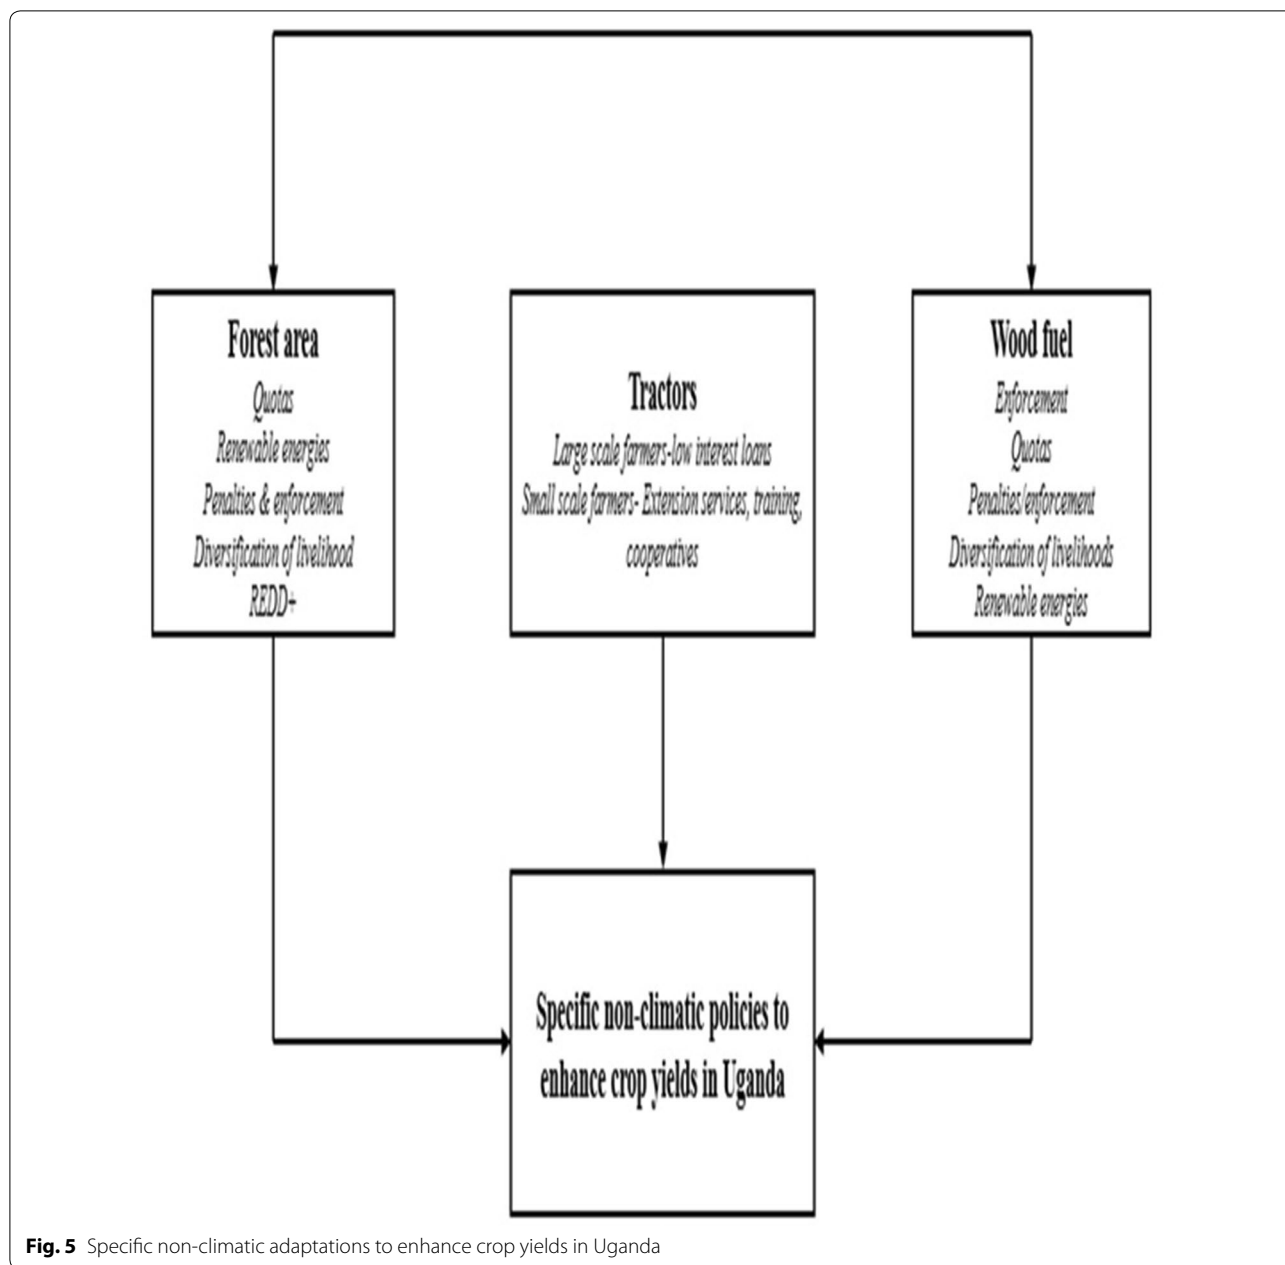 Forest area
Quotas
Renewable energies
Penalties & enforcement
Diversification of livelihood
REDD+
Tractors
Large scale farmers-low interest loans
Small scale farmers- Extension services, training,
cooperatives
Wood fuel
Enforcement
Quotas
Penalties/enforcement
Diversification of livelihoods
Renewable energies
Specific non-climatic policies to
enhance crop yields in Uganda
Fig. 5 Specific non-climatic adaptations to enhance crop yields in Uganda